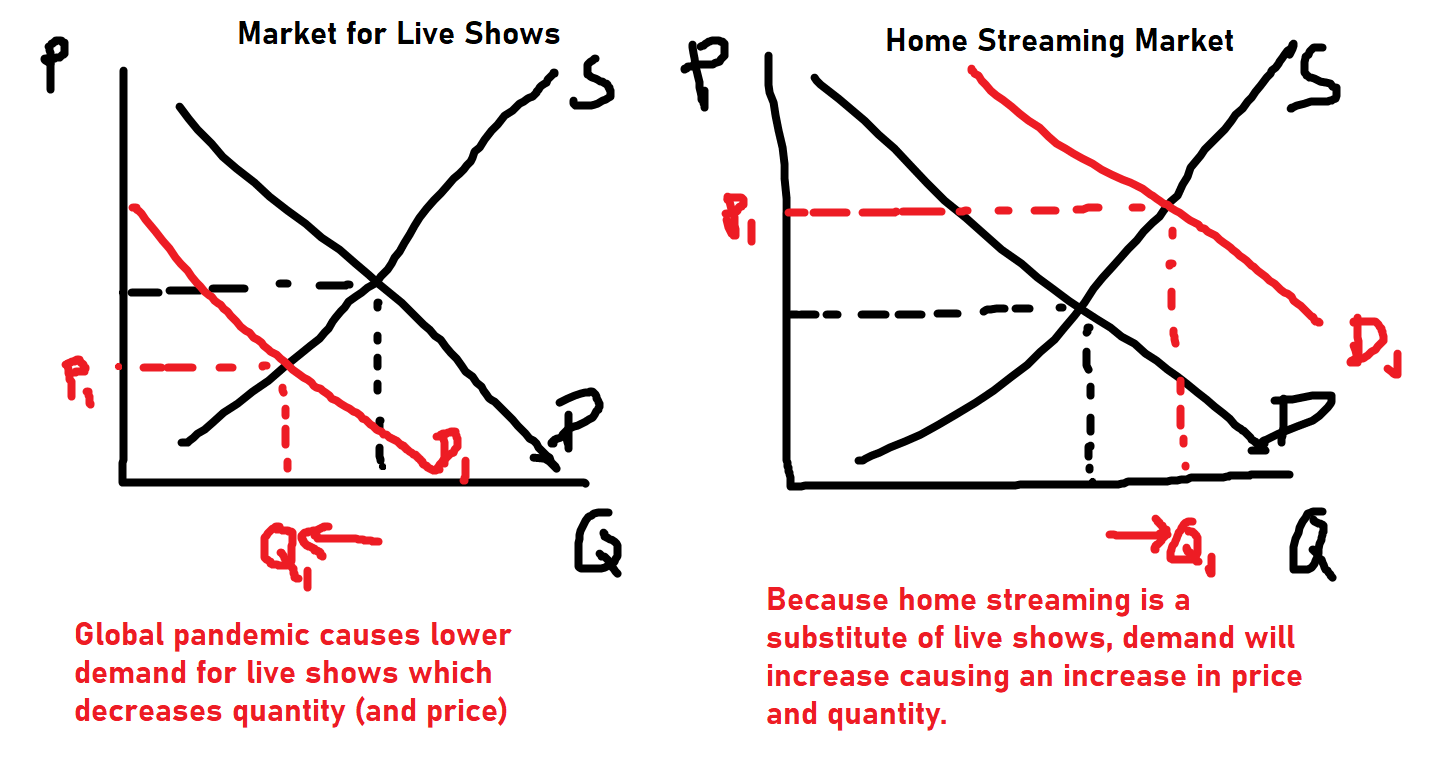 Market for Live Shows
P
S
P₁
D
D₁
Q₁
Q
Global pandemic causes lower
demand for live shows which
decreases quantity (and price)
Home Streaming Market
P
S
P₁
D₁
D
Q₁
Q
Because home streaming is a
substitute of live shows, demand will
increase causing an increase in price
and quantity.